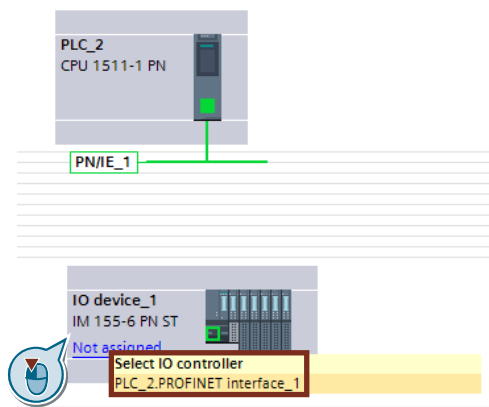 PLC_2
CPU 1511-1 PN
PN/IE_1
IO device_1
IM 155-6 PN ST
Not assigned
Select IO controller
PLC_2.PROFINET interface_1